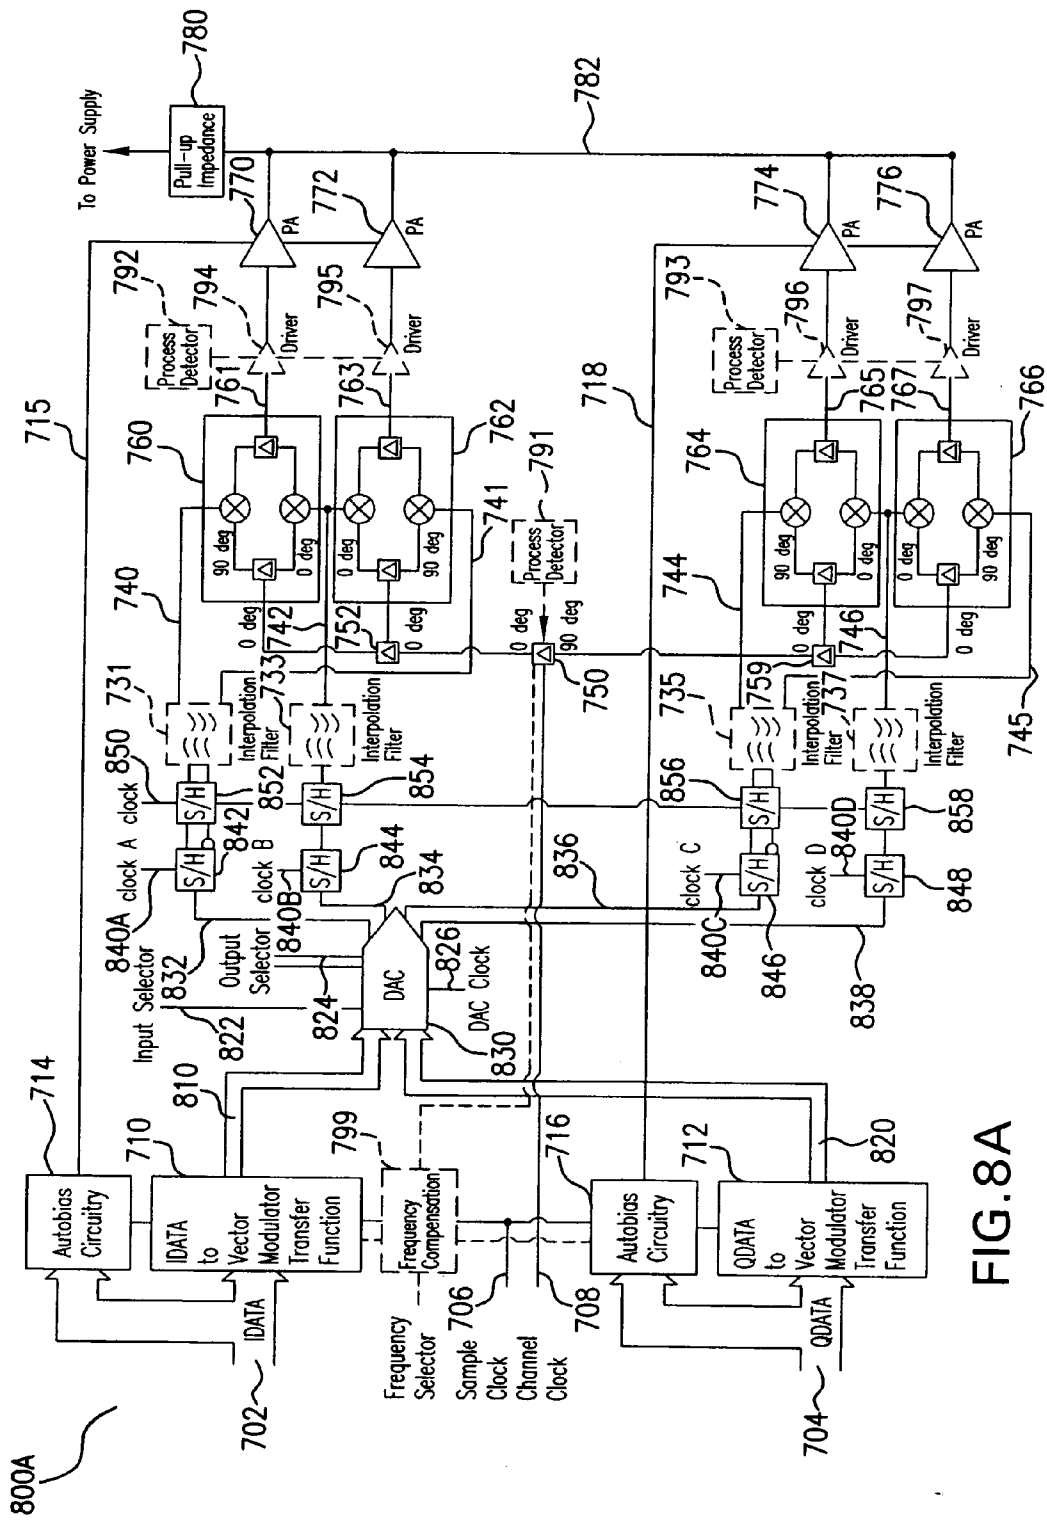 800A
702
IDATA
714
Autobias
Circuitry
715
710
IDATA
to
Vector
Modulator
Transfer
Function
810
Input Selector
822
Output
Selector
824
DAC
830
DAC Clock
826
832
834
836
838
840A
clock A
842
S/H
850
clock
852
S/H
840B
clock B
844
S/H
854
S/H
731
Interpolation
Filter
733
Interpolation
Filter
740
742
741
760
90 deg
0 deg
761
762
0 deg
90 deg
763
0 deg
752
0 deg
0 deg
750
90 deg
791
Process
Detector
792
Process
Detector
794
Driver
795
Driver
770
PA
772
PA
780
Pull-up
Impedance
To Power Supply
782
Frequency
Selector
799
Frequency
Compensation
Sample
Clock
706
Channel
Clock
708
704
QDATA
716
Autobias
Circuitry
718
712
QDATA
to
Vector
Modulator
Transfer
Function
820
840C
clock C
846
S/H
856
S/H
840D
clock D
848
S/H
858
S/H
735
Interpolation
Filter
737
Interpolation
Filter
744
746
745
759
0 deg
0 deg
764
90 deg
0 deg
765
766
0 deg
90 deg
767
793
Process
Detector
796
Driver
797
Driver
774
PA
776
PA
FIG.8A